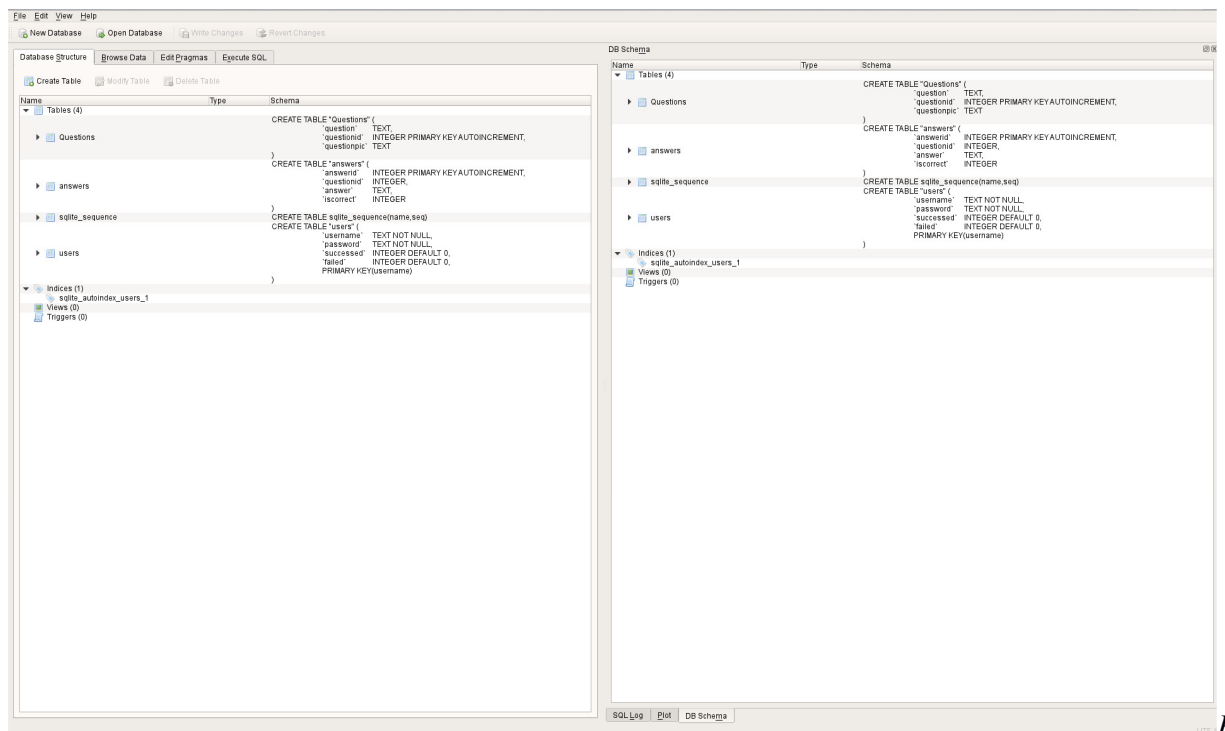 File Edit View Help
New Database Open Database Write Changes Revert Changes
Database Structure Browse Data Edit Pragmas Execute SQL
Create Table Modify Table Delete Table
Name Type Schema
Tables (4)
Questions
CREATE TABLE "Questions" (
`question` TEXT,
`questionid` INTEGER PRIMARY KEY AUTOINCREMENT,
`questionpic` TEXT
)
answers
CREATE TABLE "answers" (
`answerid` INTEGER PRIMARY KEY AUTOINCREMENT,
`questionid` INTEGER,
`answer` TEXT,
`iscorrect` INTEGER
)
sqlite_sequence CREATE TABLE sqlite_sequence(name,seq)
users
CREATE TABLE "users" (
`username` TEXT NOT NULL,
`password` TEXT NOT NULL,
`successed` INTEGER DEFAULT 0,
`failed` INTEGER DEFAULT 0,
PRIMARY KEY(username)
)
Indices (1)
sqlite_autoindex_users_1
Views (0)
Triggers (0)
DB Schema
Name Type Schema
Tables (4)
Questions
CREATE TABLE "Questions" (
`question` TEXT,
`questionid` INTEGER PRIMARY KEY AUTOINCREMENT,
`questionpic` TEXT
)
answers
CREATE TABLE "answers" (
`answerid` INTEGER PRIMARY KEY AUTOINCREMENT,
`questionid` INTEGER,
`answer` TEXT,
`iscorrect` INTEGER
)
sqlite_sequence CREATE TABLE sqlite_sequence(name,seq)
users
CREATE TABLE "users" (
`username` TEXT NOT NULL,
`password` TEXT NOT NULL,
`successed` INTEGER DEFAULT 0,
`failed` INTEGER DEFAULT 0,
PRIMARY KEY(username)
)
Indices (1)
sqlite_autoindex_users_1
Views (0)
Triggers (0)
SQL Log Plot DB Schema